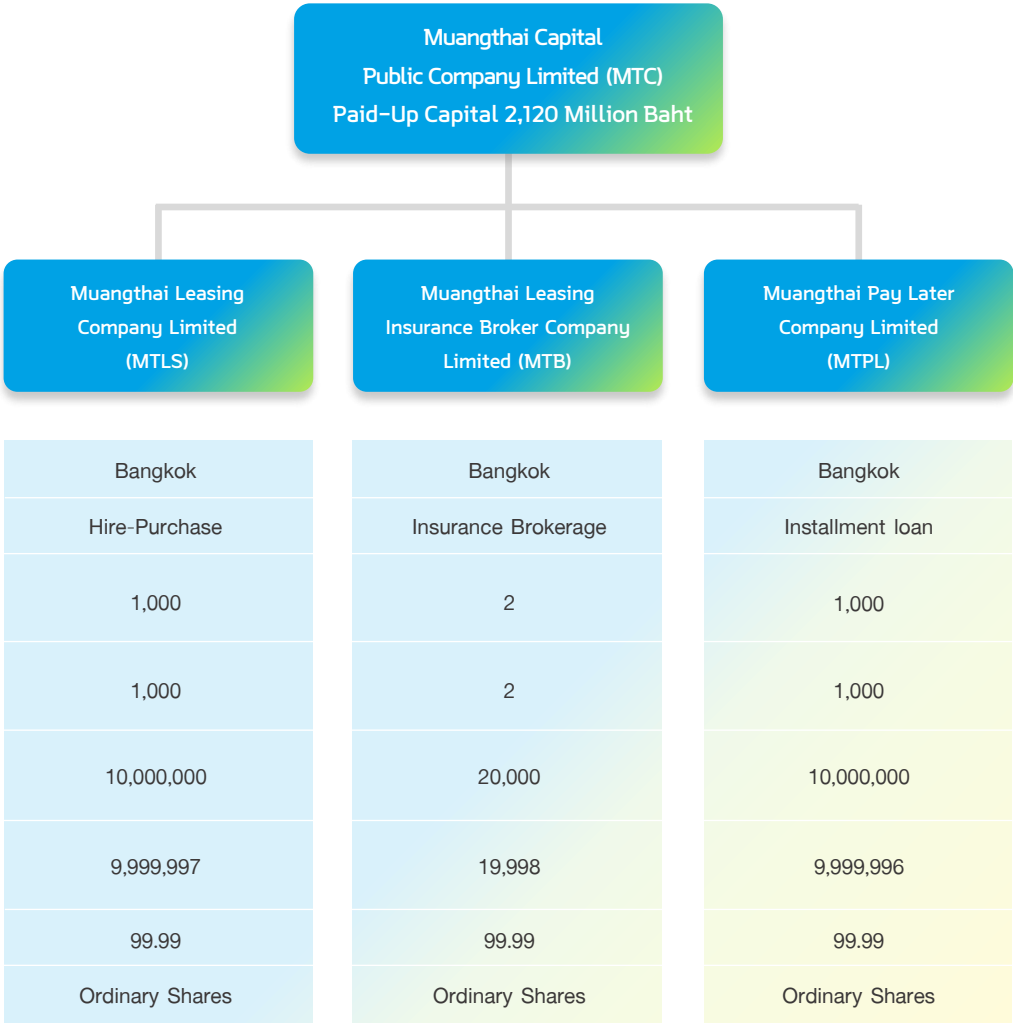 Muangthai Capital
Public Company Limited (MTC)
Paid-Up Capital 2,120 Million Baht
Muangthai Leasing
Company Limited
(MTLS)
Muangthai Leasing
Insurance Broker Company
Limited (MTB)
Muangthai Pay Later
Company Limited
(MTPL)
Bangkok
Bangkok
Bangkok
Hire-Purchase
Insurance Brokerage
Installment loan
1,000
2
1,000
1,000
2
1,000
10,000,000
20,000
10,000,000
9,999,997
19,998
9,999,996
99.99
99.99
99.99
Ordinary Shares
Ordinary Shares
Ordinary Shares